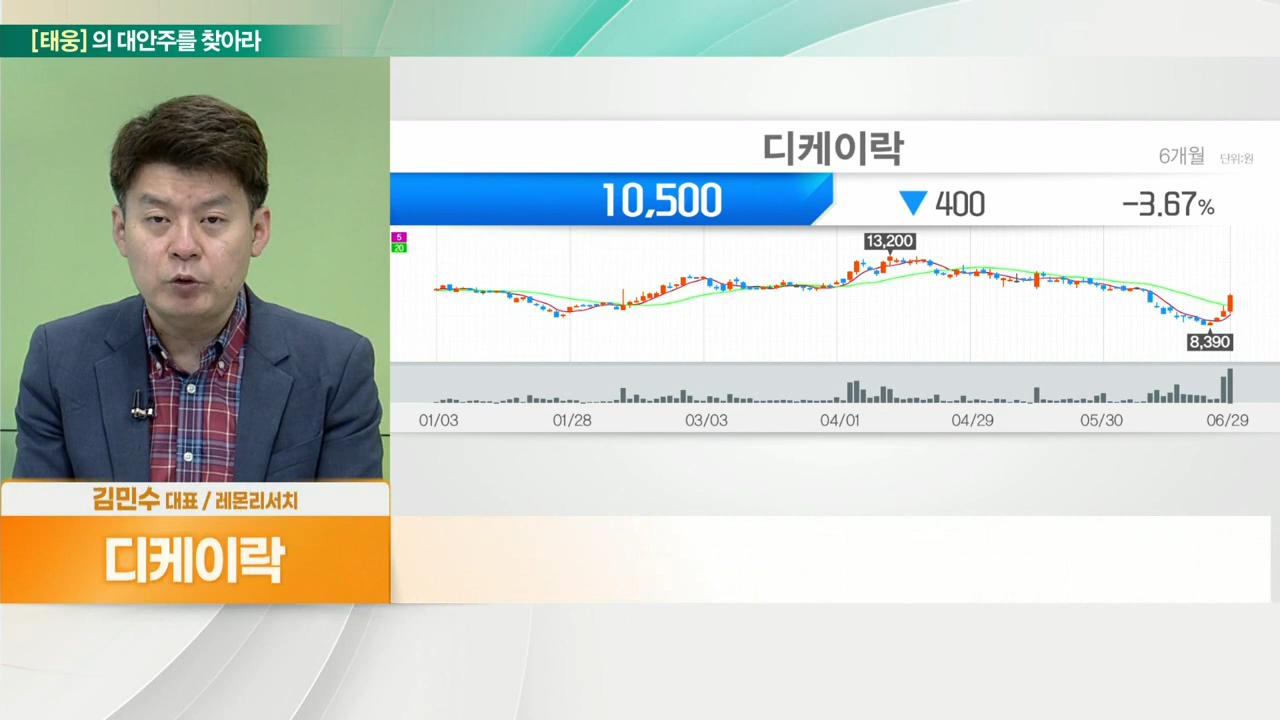 [태웅]의 대안주를 찾아라
디케이락
6개월 단위:원
10,500 ▼400 -3.67%
5
20
13,200
8,390
01/03 01/28 03/03 04/01 04/29 05/30 06/29
김민수 대표 / 레몬리서치
디케이락